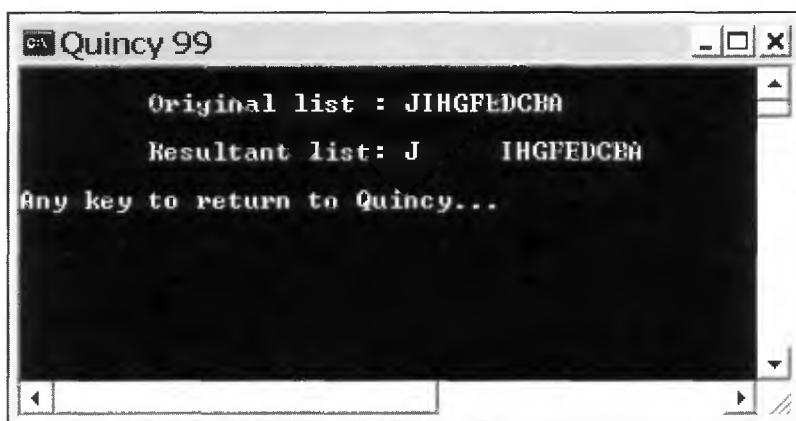 Quincy 99
Original list : JIHGFEDCBA
Resultant list: J     IHGFEDCBA
Any key to return to Quincy...